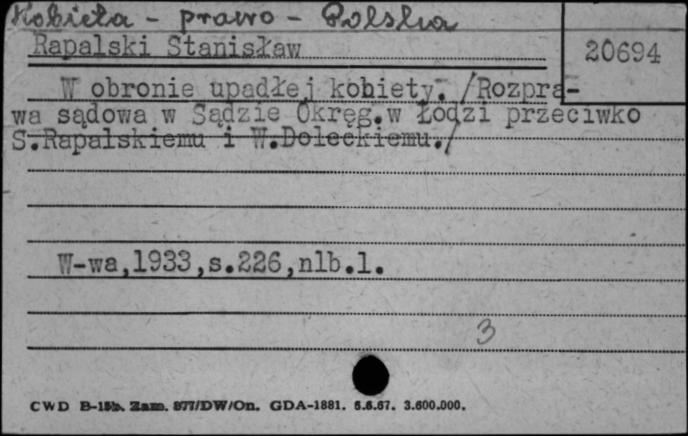 Kobieta - prawo - Polska
Rapalski Stanisław
20694
W obronie upadłej kobiety. /Rozpra-
wa sądowa w Sądzie Okręg.w Łodzi przeciwko
S.Rapalskiemu i W.Doleckiemu./
W-wa,1933,s.226,nlb.1.
3
CWD B-15b. Zam. 877/DW/On. GDA-1881. 5.6.67. 3.600.000.